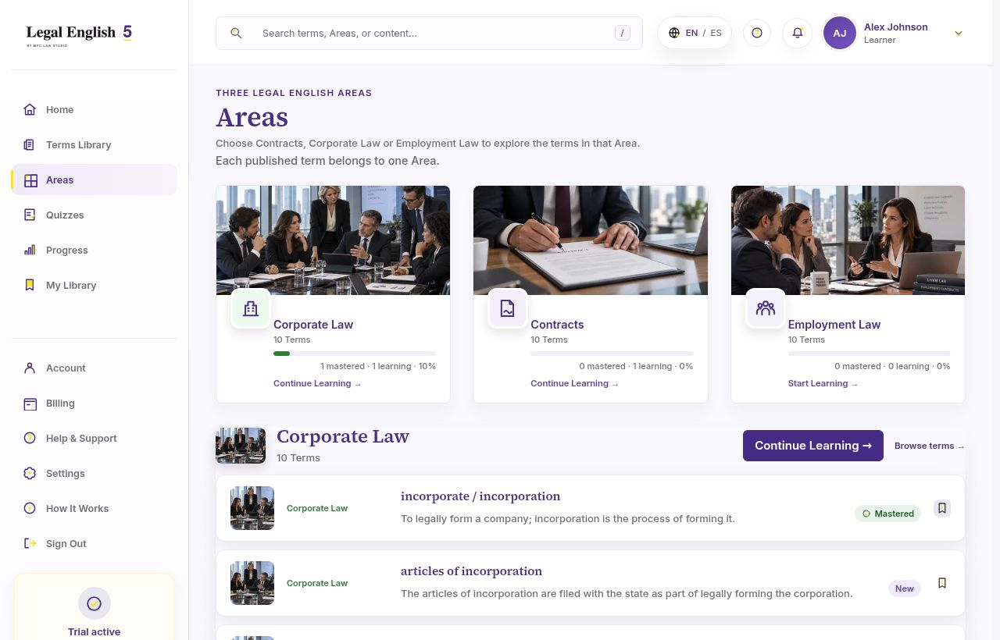 Legal English 5
BY MPC LAW STUDIO
Home
Terms Library
Areas
Quizzes
Progress
My Library
Account
Billing
Help & Support
Settings
How It Works
Sign Out
Trial active
Search terms, Areas, or content...
/
EN / ES
AJ
Alex Johnson
Learner
THREE LEGAL ENGLISH AREAS
Areas
Choose Contracts, Corporate Law or Employment Law to explore the terms in that Area.
Each published term belongs to one Area.
Corporate Law
10 Terms
1 mastered · 1 learning · 10%
Continue Learning →
CONTRACT
Contracts
10 Terms
0 mastered · 1 learning · 0%
Continue Learning →
LABOR LAW
EMPLOYMENT CONTRACTS
Employment Law
10 Terms
0 mastered · 0 learning · 0%
Start Learning →
Corporate Law
10 Terms
Continue Learning →
Browse terms →
Corporate Law
incorporate / incorporation
To legally form a company; incorporation is the process of forming it.
Mastered
Corporate Law
articles of incorporation
The articles of incorporation are filed with the state as part of legally forming the corporation.
New